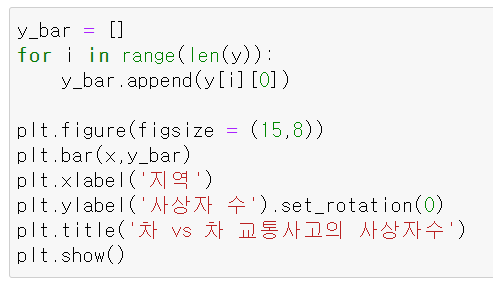 y_bar = []
for i in range(len(y)):
    y_bar.append(y[i][0])

plt.figure(figsize = (15,8))
plt.bar(x,y_bar)
plt.xlabel('지역')
plt.ylabel('사상자 수').set_rotation(0)
plt.title('차 vs 차 교통사고의 사상자수')
plt.show()